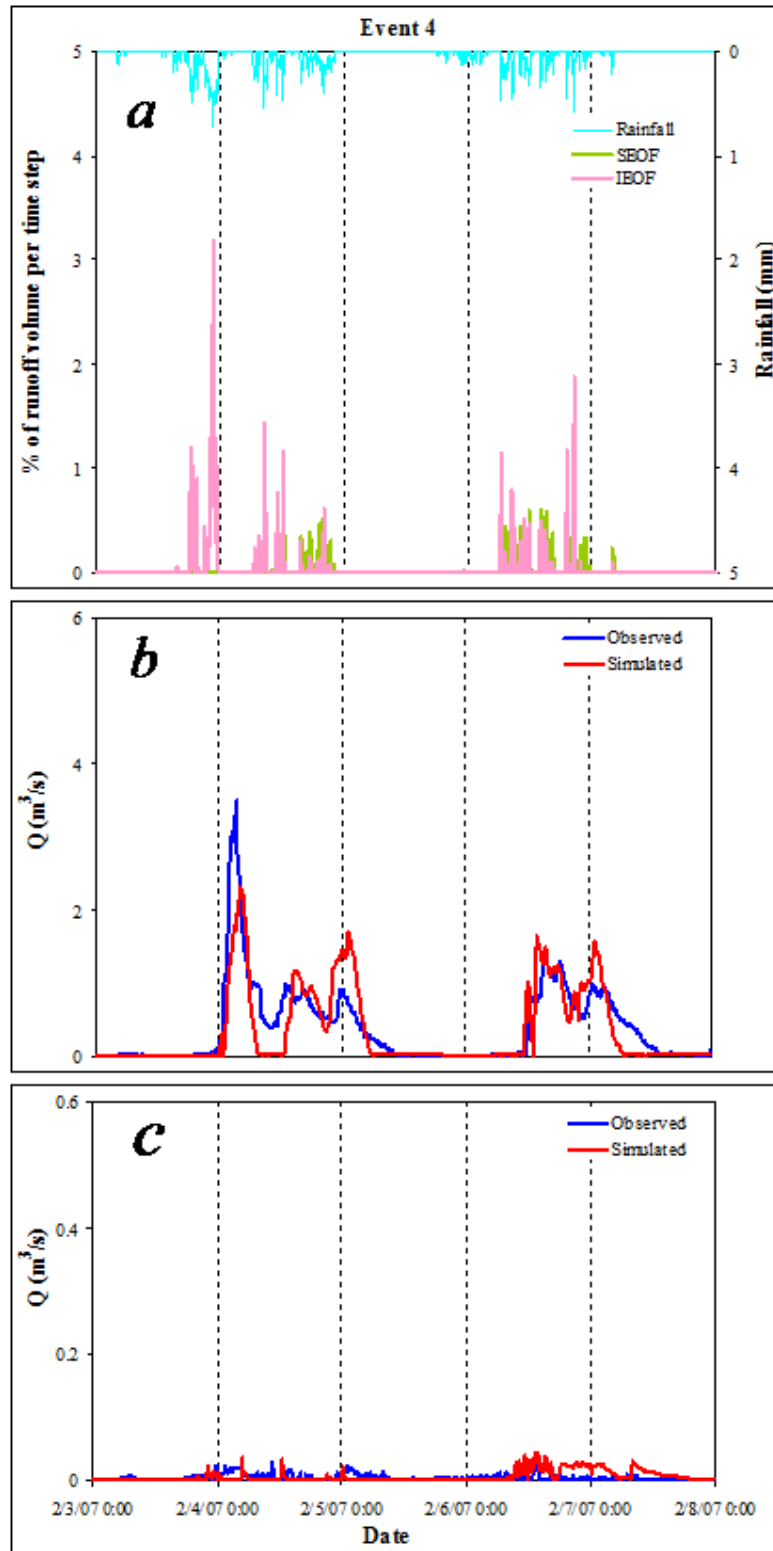 Event 4
5
0
a
Rainfall
SEOF
IEOF
4
1
3
2
2
3
1
4
0
5
% of runoff volume per time step
Rainfall (mm)
6
b
Observed
Simulated
4
2
0
Q (m³/s)
0.6
c
Observed
Simulated
0.4
0.2
0
Q (m³/s)
2/3/07 0:00 2/4/07 0:00 2/5/07 0:00 2/6/07 0:00 2/7/07 0:00 2/8/07 0:00
Date